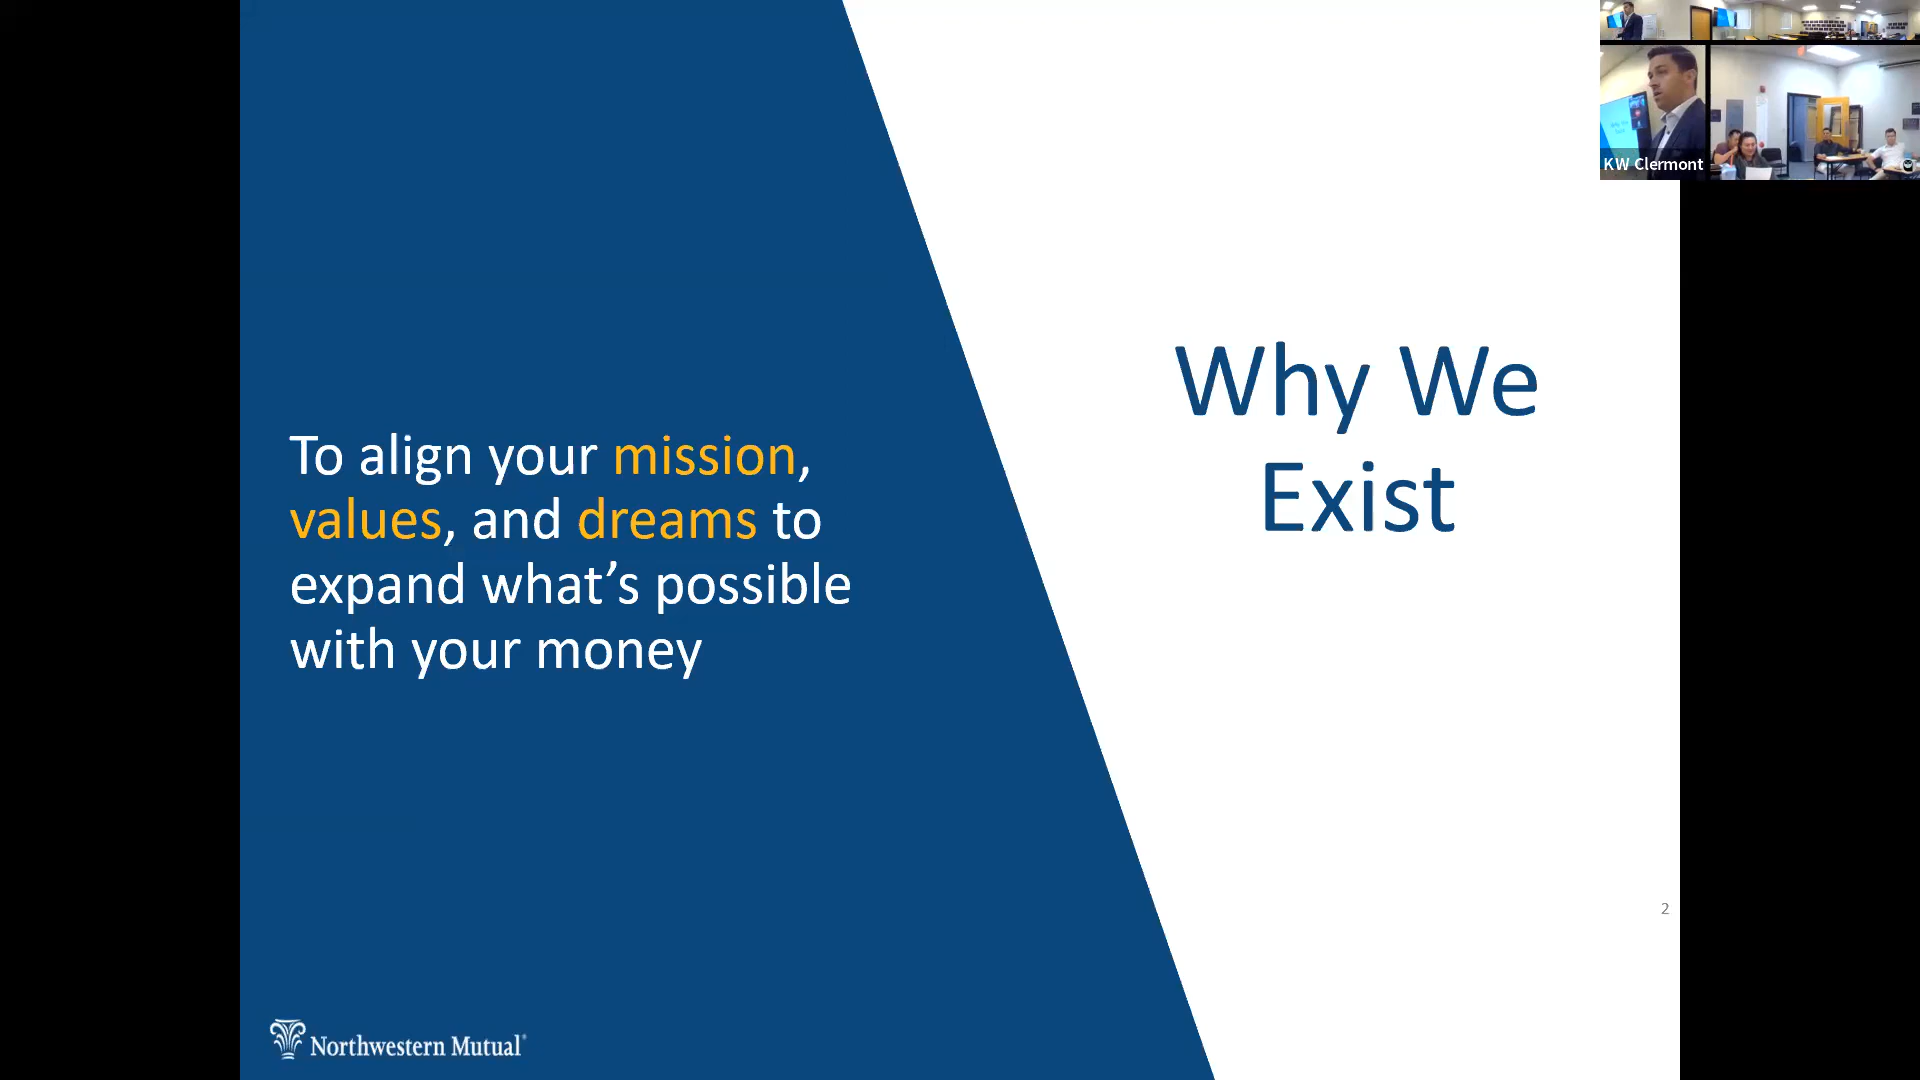 To align your mission,
values, and dreams to
expand what’s possible
with your money
Why We
Exist
KW Clermont
2
Northwestern Mutual®